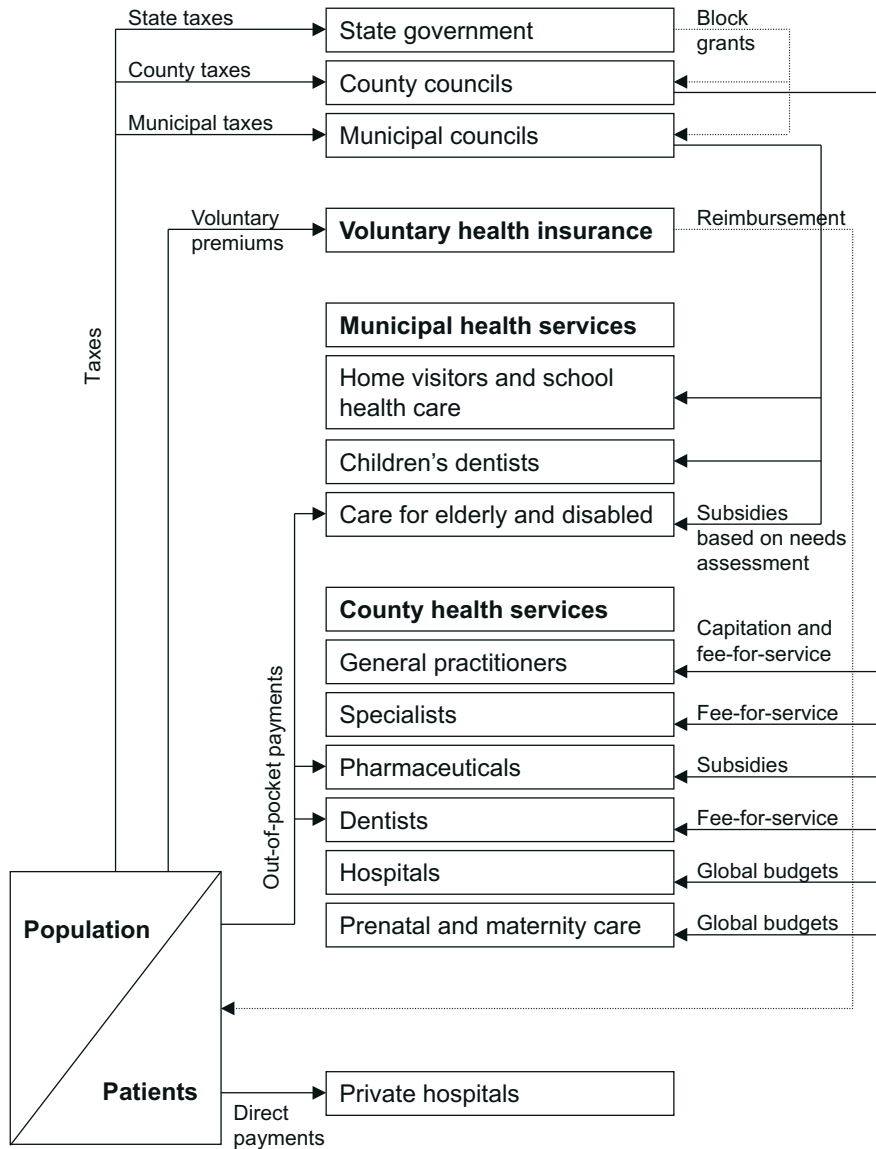 State taxes
State government
Block
grants
County taxes
County councils
Municipal taxes
Municipal councils
Voluntary
premiums
Voluntary health insurance
Reimbursement
Taxes
Municipal health services
Home visitors and school
health care
Children's dentists
Care for elderly and disabled
Subsidies
based on needs
assessment
County health services
Capitation and
fee-for-service
General practitioners
Specialists
Fee-for-service
Out-of-pocket payments
Pharmaceuticals
Subsidies
Dentists
Fee-for-service
Hospitals
Global budgets
Prenatal and maternity care
Global budgets
Population
Patients
Direct
payments
Private hospitals